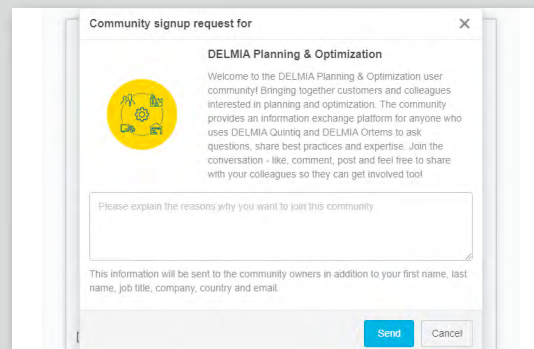 Community signup request for
DELMIA Planning & Optimization
Welcome to the DELMIA Planning & Optimization user
community! Bringing together customers and colleagues
interested in planning and optimization. The community
provides an information exchange platform for anyone who
uses DELMIA Quintiq and DELMIA Ortems to ask
questions, share best practices and expertise. Join the
conversation - like, comment, post and feel free to share
with your colleagues so they can get involved too!
Please explain the reasons why you want to join this community
This information will be sent to the community owners in addition to your first name, last
name, job title, company, country and email.
Send Cancel